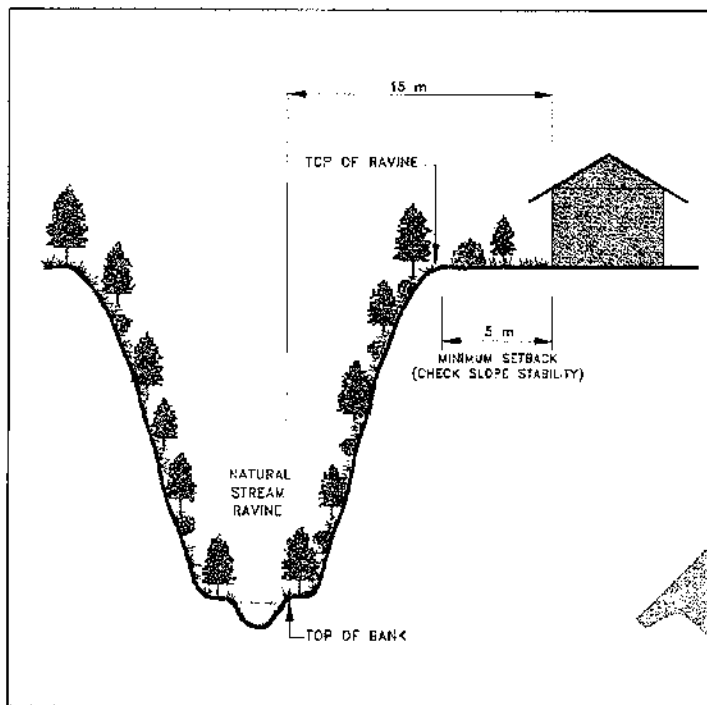 15 m
TOP OF RAVINE
5 m
MINIMUM SETBACK
(CHECK SLOPE STABILITY)
NATURAL
STREAM
RAVINE
TOP OF BANK